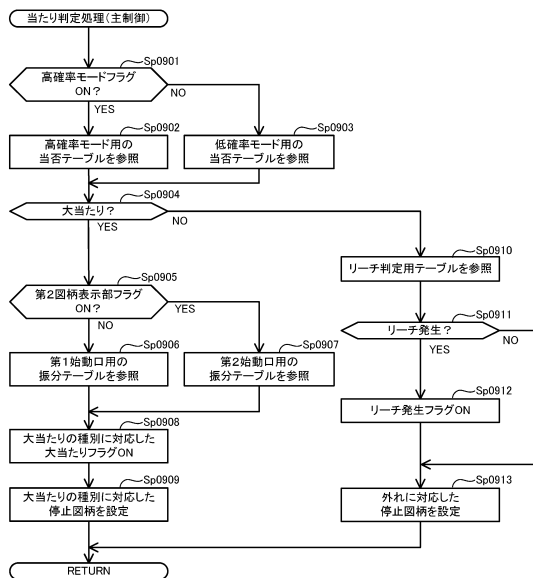 当たり判定処理(主制御)
Sp0901
高確率モードフラグ
ON?
NO
YES
Sp0902
高確率モード用の
当否テーブルを参照
Sp0903
低確率モード用の
当否テーブルを参照
Sp0904
大当たり?
NO
YES
Sp0910
リーチ判定用テーブルを参照
Sp0905
第2図柄表示部フラグ
ON?
YES
NO
Sp0911
リーチ発生?
NO
YES
Sp0906
第1始動口用の
振分テーブルを参照
Sp0907
第2始動口用の
振分テーブルを参照
Sp0912
リーチ発生フラグON
Sp0908
大当たりの種別に対応した
大当たりフラグON
Sp0909
大当たりの種別に対応した
停止図柄を設定
Sp0913
外れに対応した
停止図柄を設定
RETURN